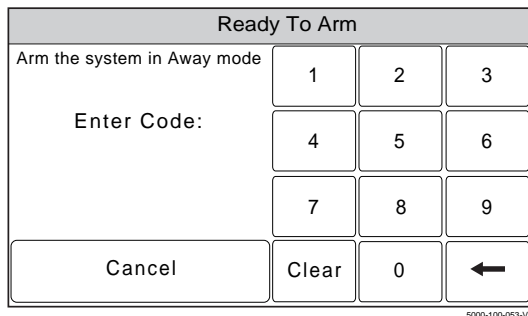 Ready To Arm
Arm the system in Away mode
1 2 3
Enter Code:
4 5 6
7 8 9
Cancel Clear 0
5000-100-053-V